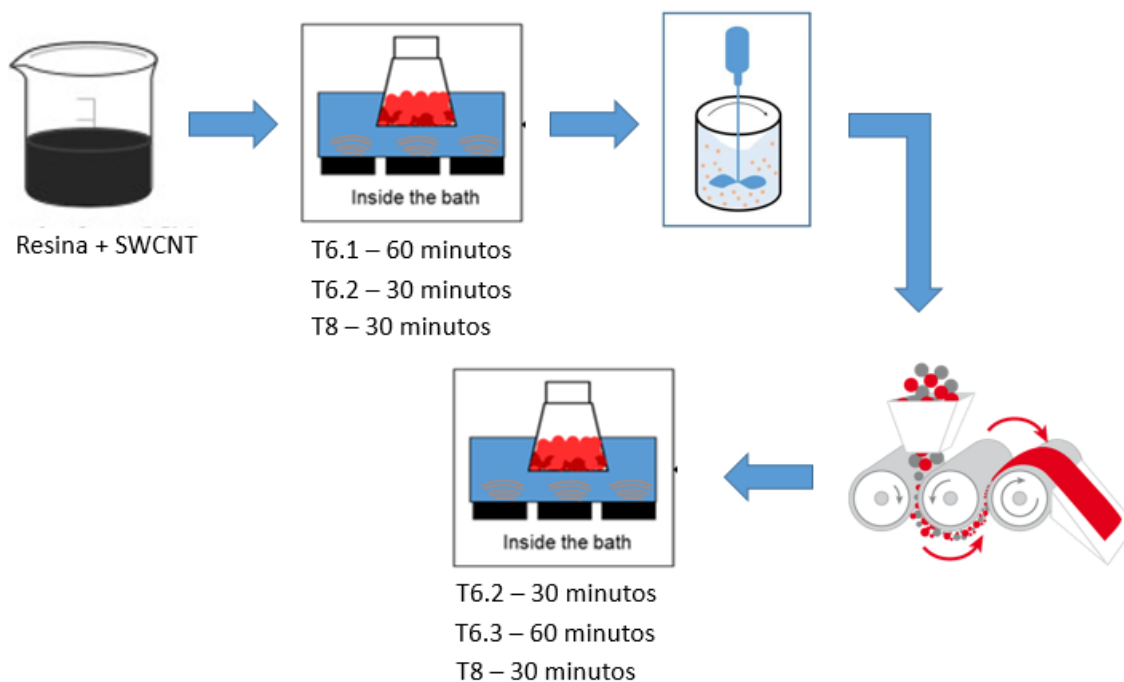 Resina + SWCNT
Inside the bath
T6.1 – 60 minutos
T6.2 – 30 minutos
T8 – 30 minutos
Inside the bath
T6.2 – 30 minutos
T6.3 – 60 minutos
T8 – 30 minutos